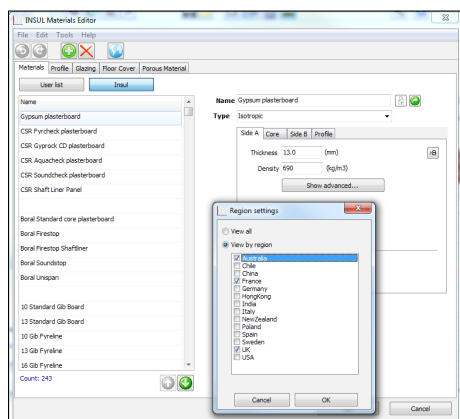 INSUL Materials Editor
File Edit Tools Help
Materials Profile Glazing Floor Cover Porous Material
User list Insul
Name
Gypsum plasterboard
CSR Fyrcheck plasterboard
CSR Gyprock CD plasterboard
CSR Aquacheck plasterboard
CSR Soundcheck plasterboard
CSR Shaft Liner Panel
Boral Standard core plasterboard
Boral Firestop
Boral Firestop Shaftliner
Boral Soundstop
Boral Unispan
10 Standard Gib Board
13 Standard Gib Board
10 Gib Fyreline
13 Gib Fyreline
16 Gib Fyreline
Count: 243
Name Gypsum plasterboard
Type Isotropic
Side A Core Side B Profile
Thickness 13.0 (mm)
Density 690 (kg/m3)
Show advanced...
Region settings
View all
View by region
Australia
Chile
China
France
Germany
HongKong
India
Italy
NewZealand
Poland
Spain
Sweden
UK
USA
Cancel OK
Cancel